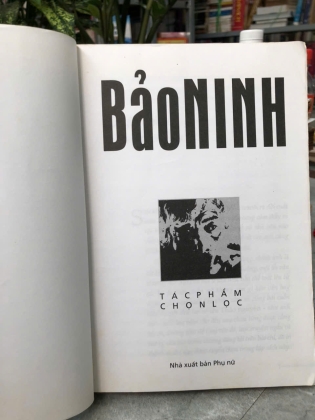 BảoNINH
TÁC PHẨM
CHỌN LỌC
Nhà xuất bản Phụ nữ